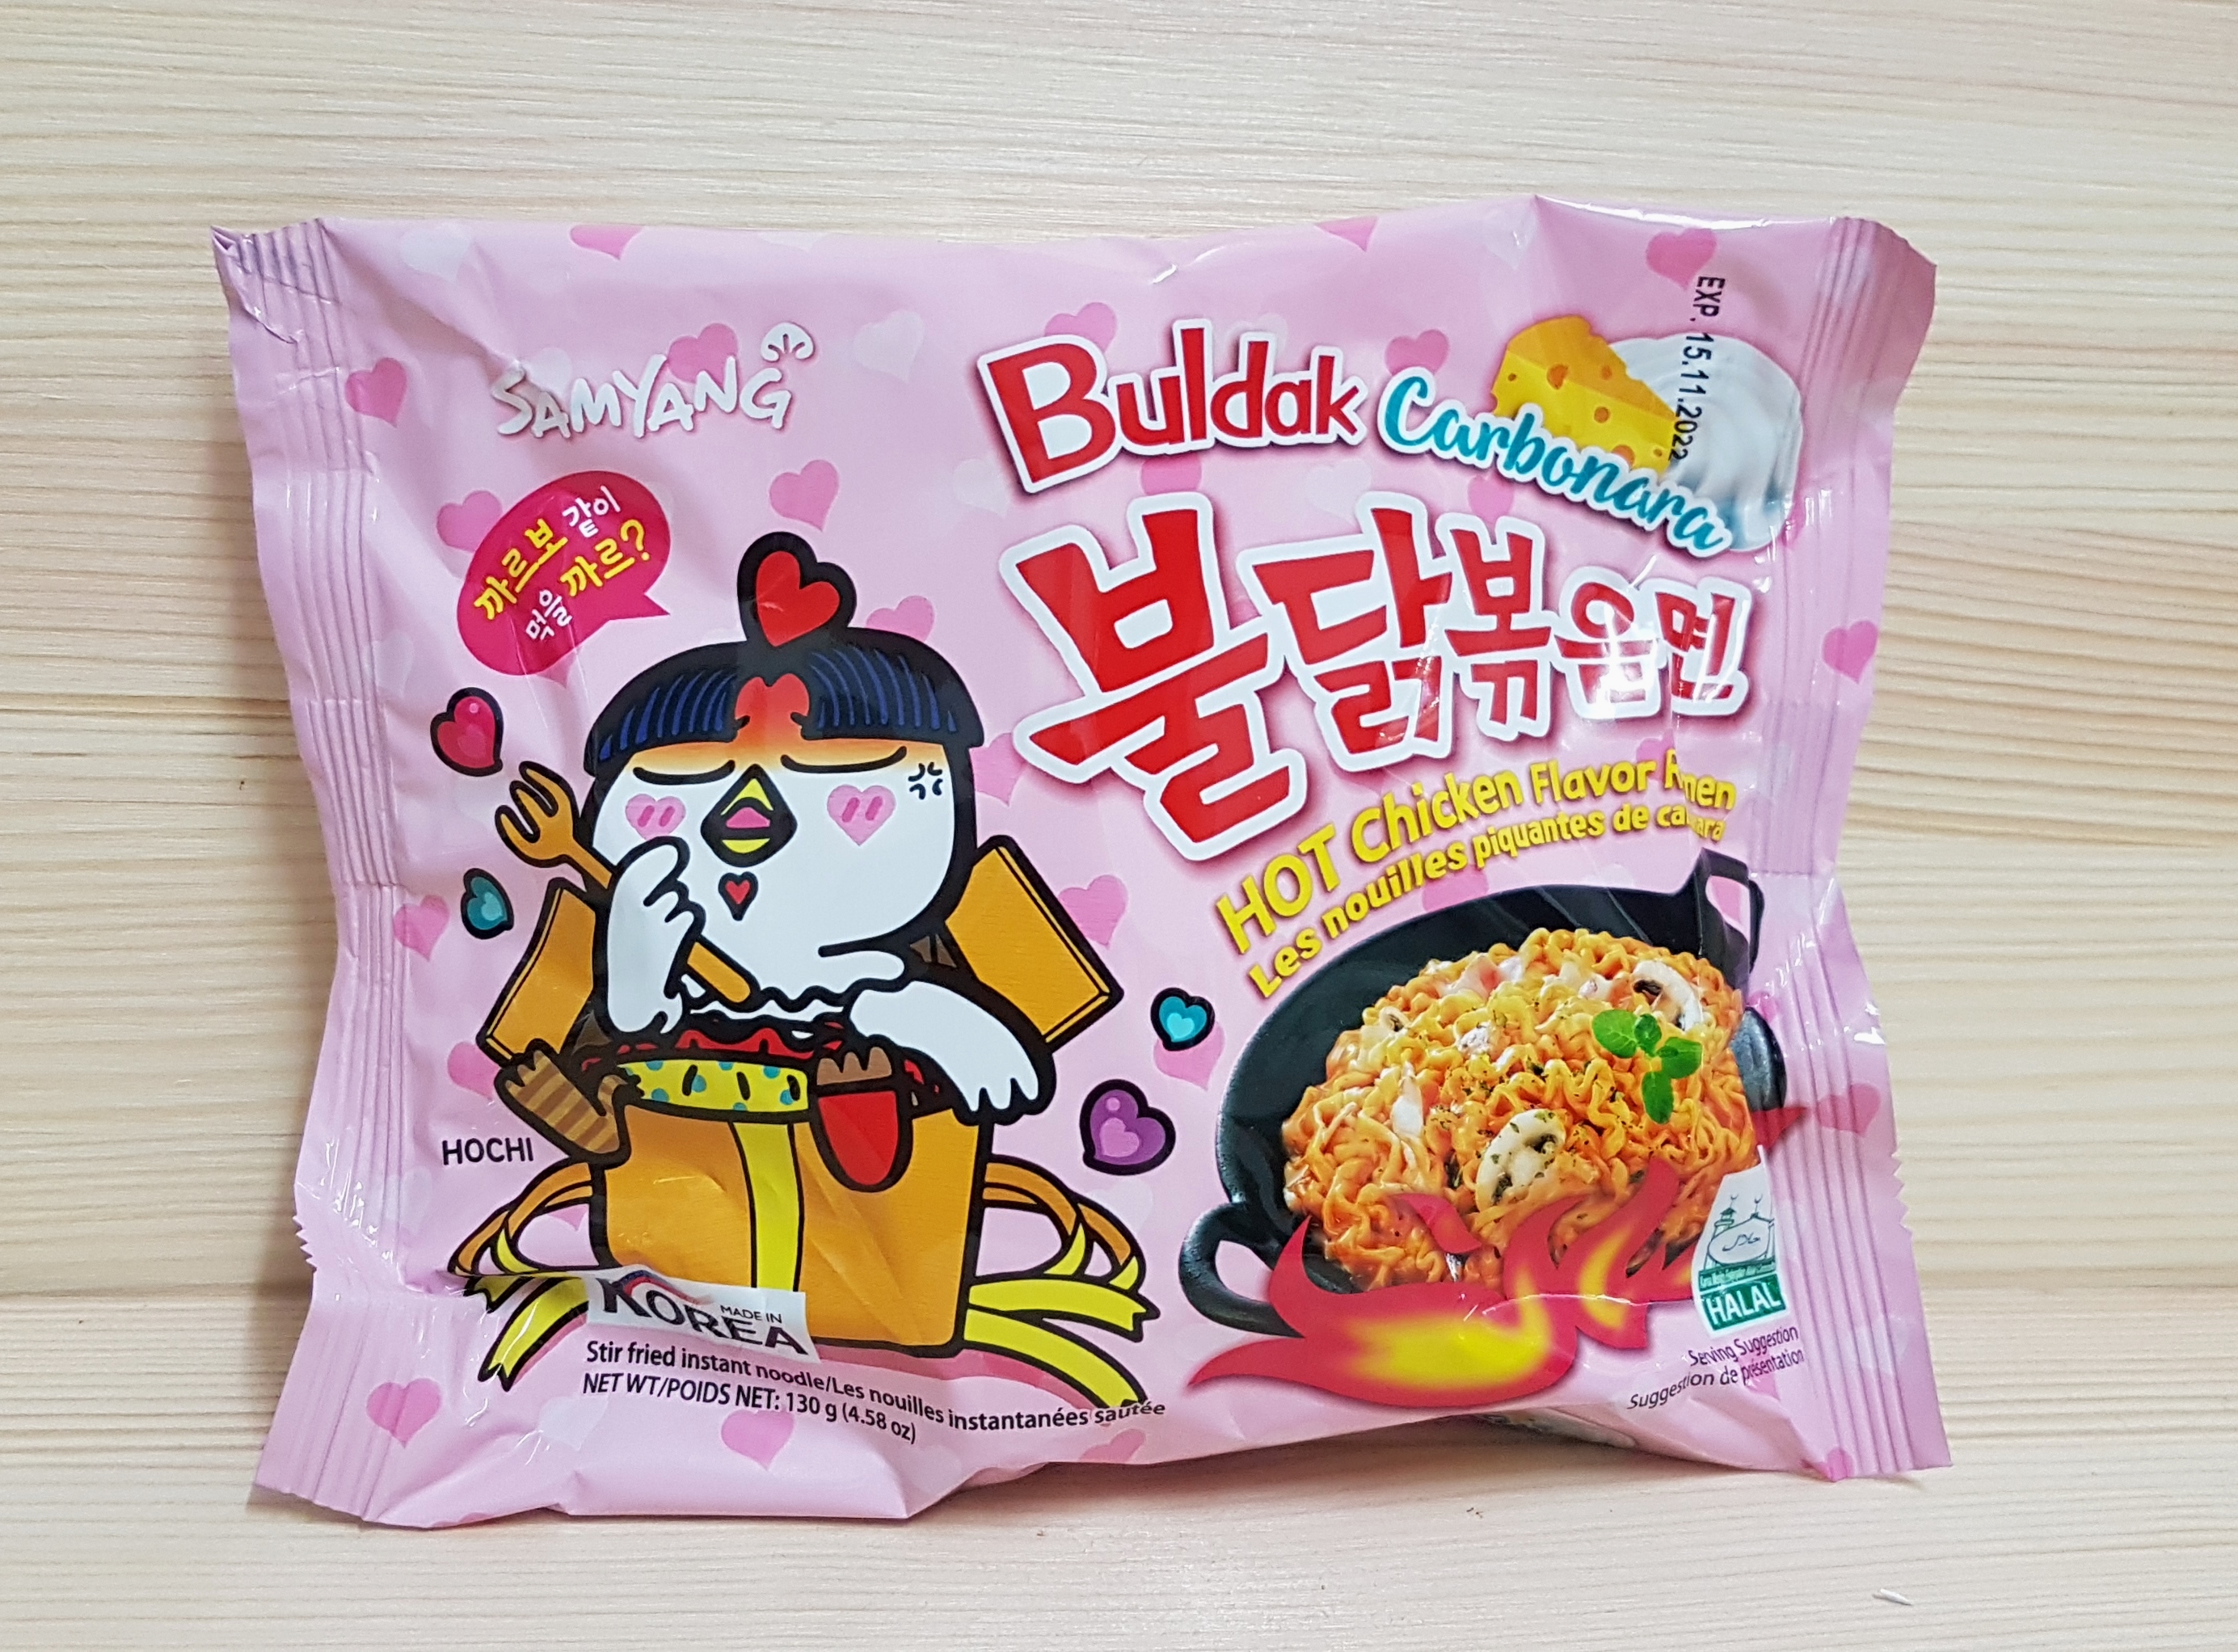 SAMYANG
까르보 같이
먹을 까르?
Buldak Carbonara
EXP. 15.11.2022
불닭볶음면
HOT Chicken Flavor
Les nouilles piquantes de
HOCHI
MADE IN
KOREA
Stir fried instant noodle/Les nouilles instantanées sautée
NET WT/POIDS NET: 130 g (4.58 oz)
حلال
HALAL
Serving Suggestion
Suggestion de présentation